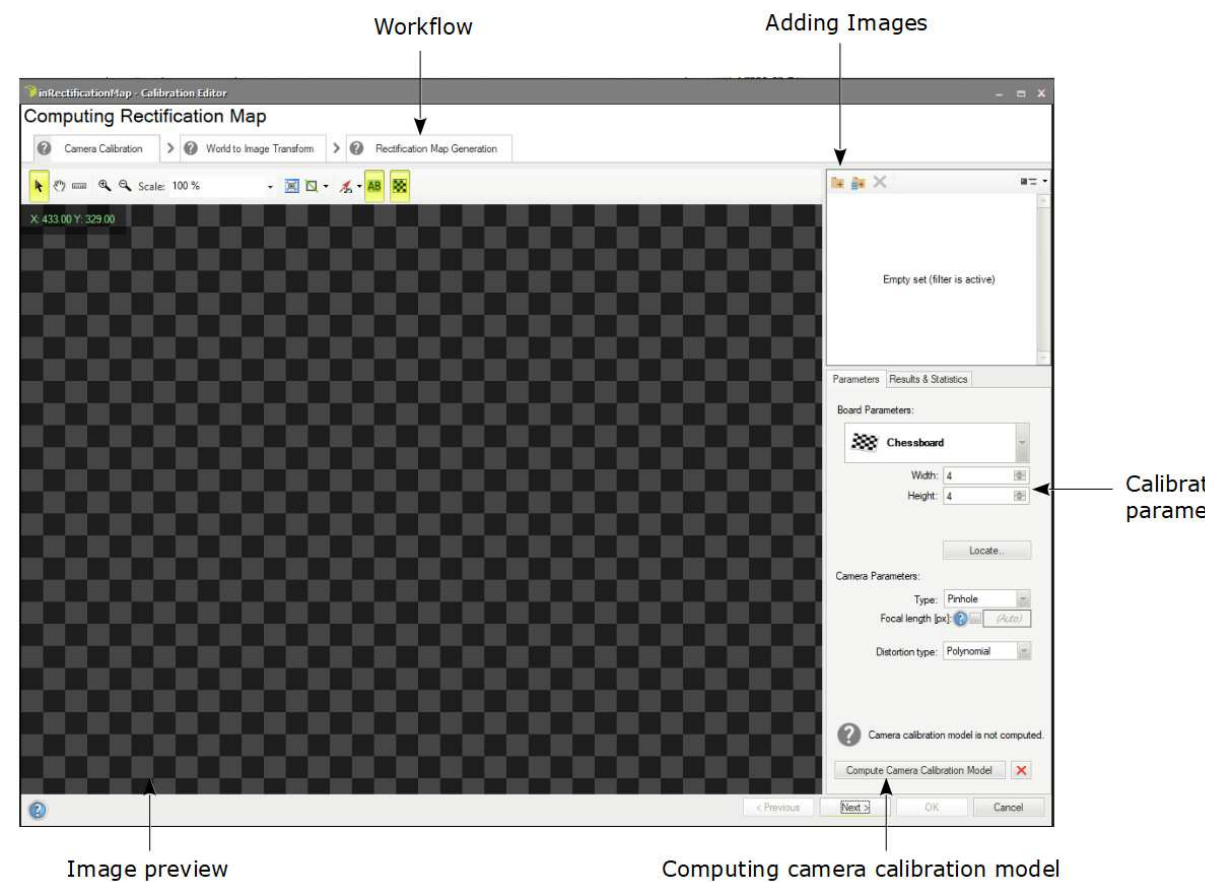 Workflow
Adding Images
inRectificationMap - Calibration Editor
Computing Rectification Map
Camera Calibration
World to Image Transform
Rectification Map Generation
Scale: 100 %
AB
X: 433.00 Y: 329.00
Empty set (filter is active)
Parameters
Results & Statistics
Board Parameters:
Chessboard
Width: 4
Height: 4
Calibrat
parame
Locate..
Camera Parameters:
Type: Pinhole
Focal length [px]: (Auto)
Distortion type: Polynomial
Camera calibration model is not computed.
Compute Camera Calibration Model
< Previous
Next >
OK
Cancel
Image preview
Computing camera calibration model